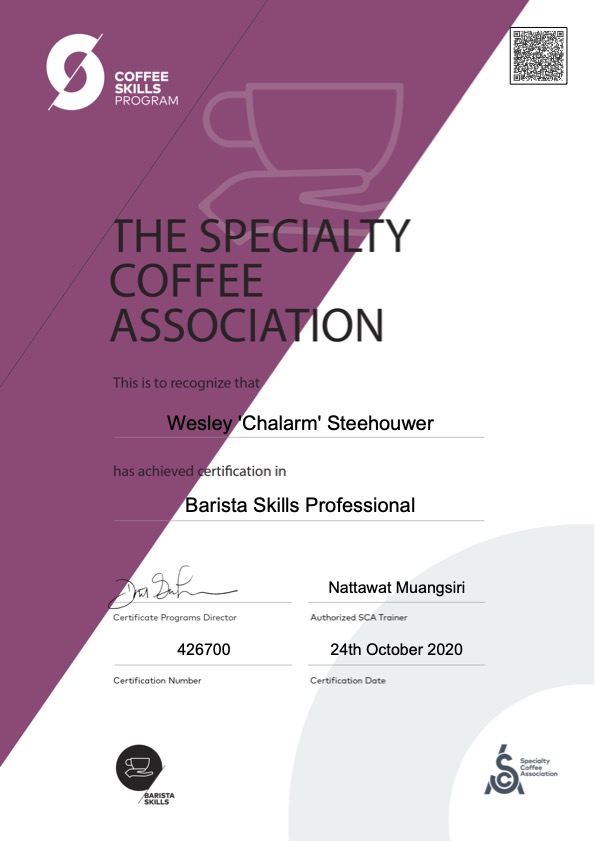 COFFEE
SKILLS
PROGRAM
THE SPECIALTY
COFFEE
ASSOCIATION
This is to recognize that
Wesley 'Chalarm' Steehouwer
has achieved certification in
Barista Skills Professional
Nattawat Muangsiri
Certificate Programs Director
Authorized SCA Trainer
426700
24th October 2020
Certification Number
Certification Date
BARISTA
SKILLS
SCA
Specialty
Coffee
Association